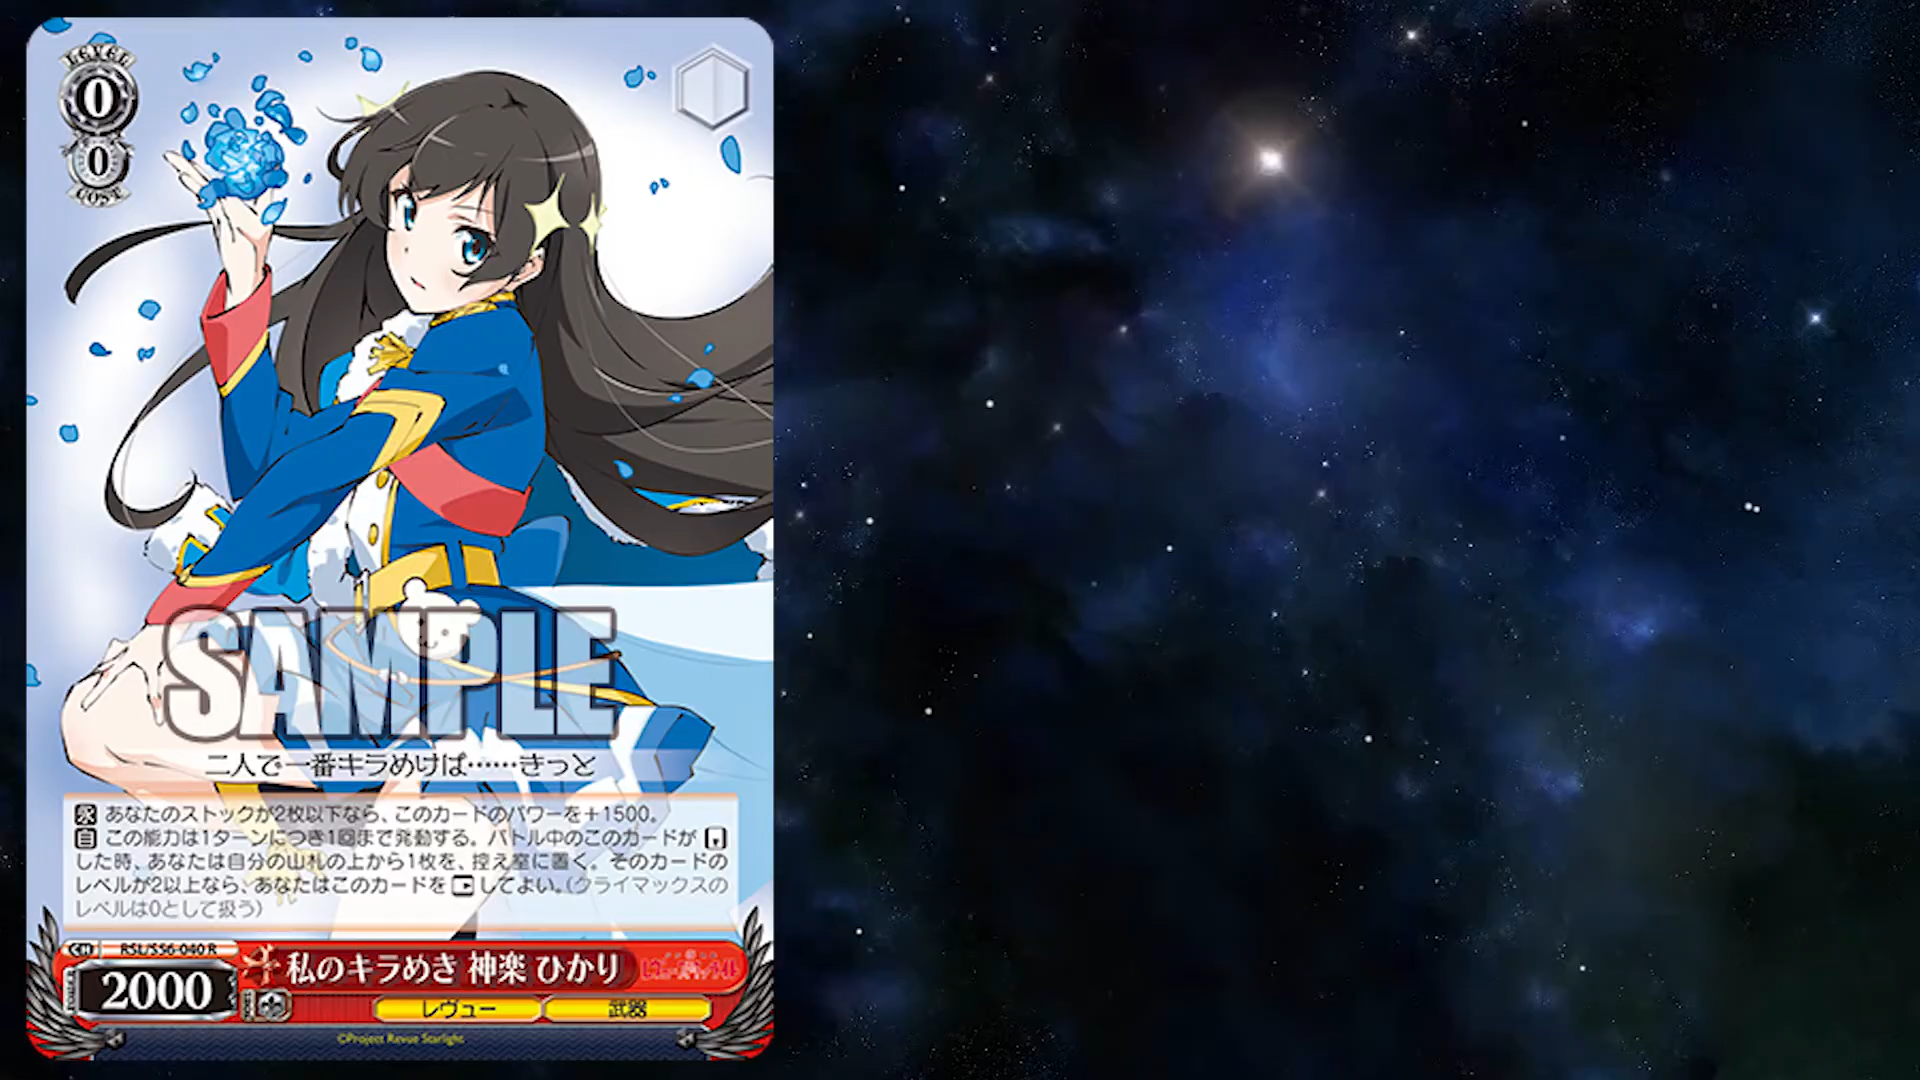 LEVEL
0
0
COST
SAMPLE
二人で一番キラめけば……きっと
永 あなたのストックが2枚以下なら、このカードのパワーを+1500。
自 この能力は1ターンにつき1回まで発動する。バトル中のこのカードが
した時、あなたは自分の山札の上から1枚を、控え室に置く。そのカードの
レベルが2以上なら、あなたはこのカードを してよい。(クライマックスの
レベルは0として扱う)
CH RSL/S56-040 R
2000 私のキラめき 神楽 ひかり
POWER SOUL レヴュー 武器
©Project Revue Starlight